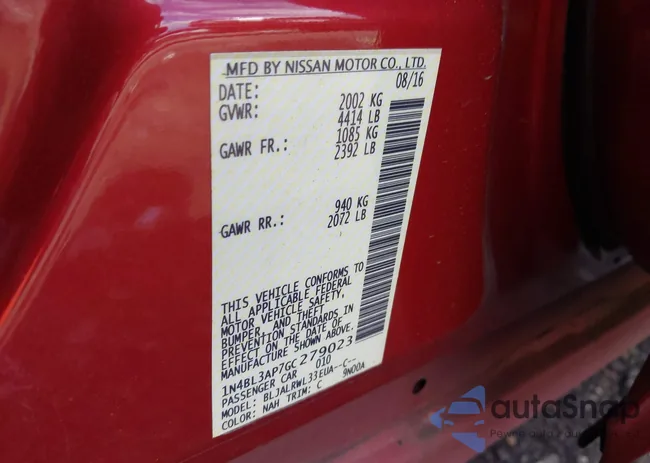 MFD BY NISSAN MOTOR CO., LTD.
DATE: 08/16
GVWR: 2002 KG
4414 LB
GAWR FR.: 1085 KG
2392 LB
GAWR RR.: 940 KG
2072 LB
THIS VEHICLE CONFORMS TO
ALL APPLICABLE FEDERAL
MOTOR VEHICLE SAFETY,
BUMPER, AND THEFT
PREVENTION STANDARDS IN
EFFECT ON THE DATE OF
MANUFACTURE SHOWN ABOVE.
1N4BL3AP7GC279023
PASSENGER CAR 010
MODEL: BLJALRWL33EUA--C--
COLOR: NAH TRIM: C 9N00A
autaSnap